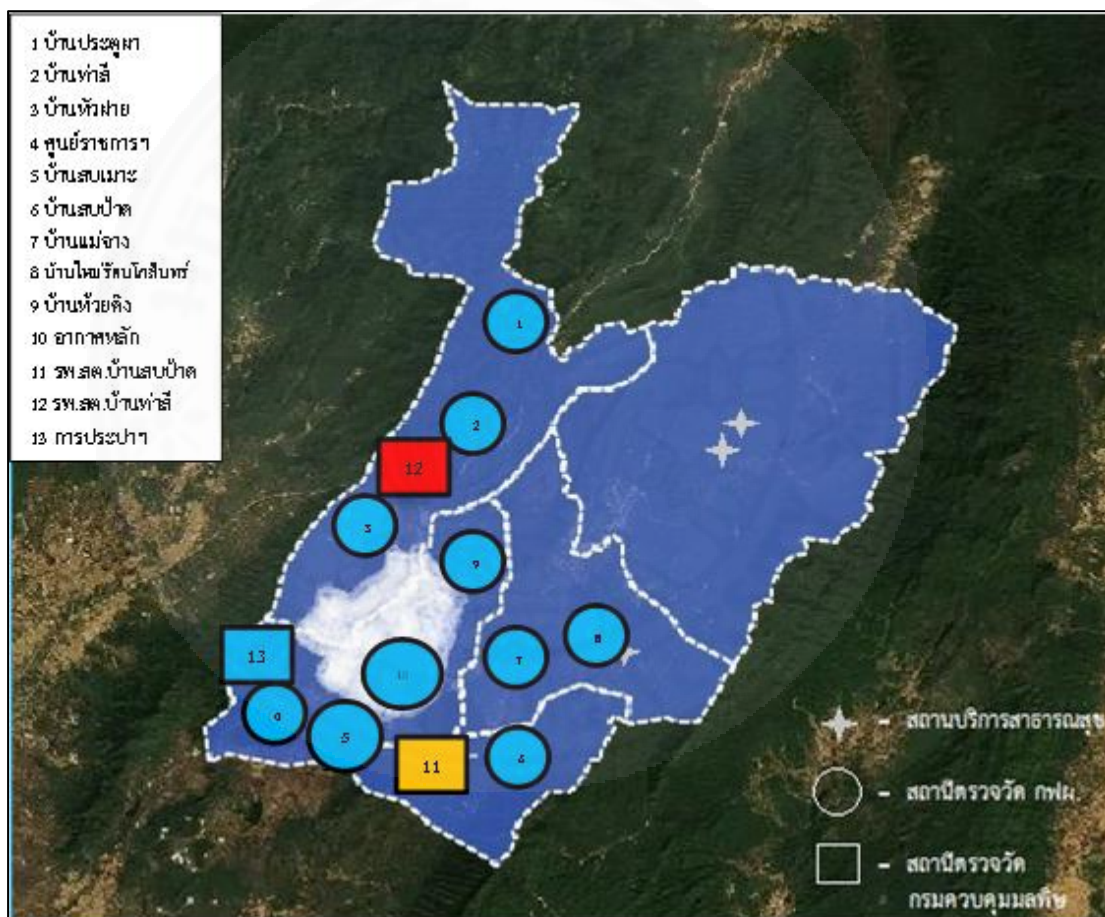 1 บ้านประตูผา
2 บ้านท่าสี
3 บ้านหัวฝาย
4 ศูนย์ราชการฯ
5 บ้านสบเมาะ
6 บ้านสบป้าด
7 บ้านแม่จาง
8 บ้านใหม่รัตนโกสินทร์
9 บ้านห้วยคิง
10 อากาศหลัก
11 รพ.สต.บ้านสบป้าด
12 รพ.สต.บ้านท่าสี
13 การประปาฯ
1
2
12
3
9
8
7
13
10
4
5
11
6
– สถานบริการสาธารณสุข
– สถานีตรวจวัด กฟผ.
– สถานีตรวจวัด
กรมควบคุมมลพิษ